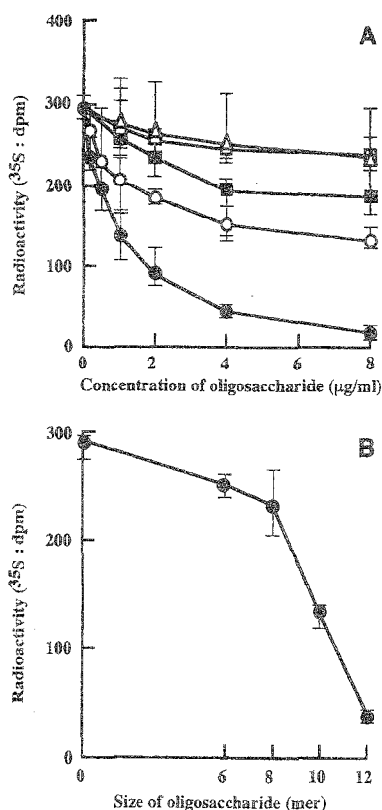 A
400
300
200
100
0
Radioactivity (³⁵S : dpm)
0 2 4 6 8
Concentration of oligosaccharide (µg/ml)
B
300
200
100
0
Radioactivity (³⁵S : dpm)
0 6 8 10 12
Size of oligosaccharide (mer)